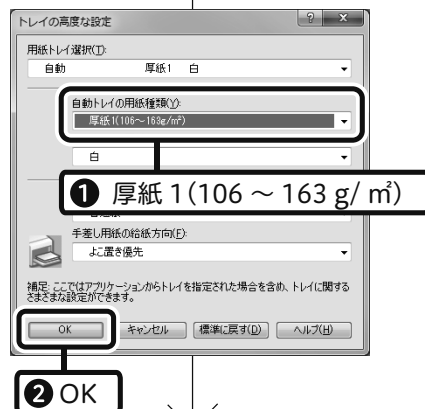 トレイの高度な設定
用紙トレイ選択(T):
自動 厚紙1 白
自動トレイの用紙種類(Y):
厚紙1(106～163g/㎡)
白
❶ 厚紙 1(106 ～ 163 g/ ㎡)
手差し用紙の給紙方向(F):
よこ置き優先
補足: ここではアプリケーションからトレイを指定された場合を含め、トレイに関する
さまざまな設定ができます。
OK キャンセル 標準に戻す(D) ヘルプ(H)
❷ OK